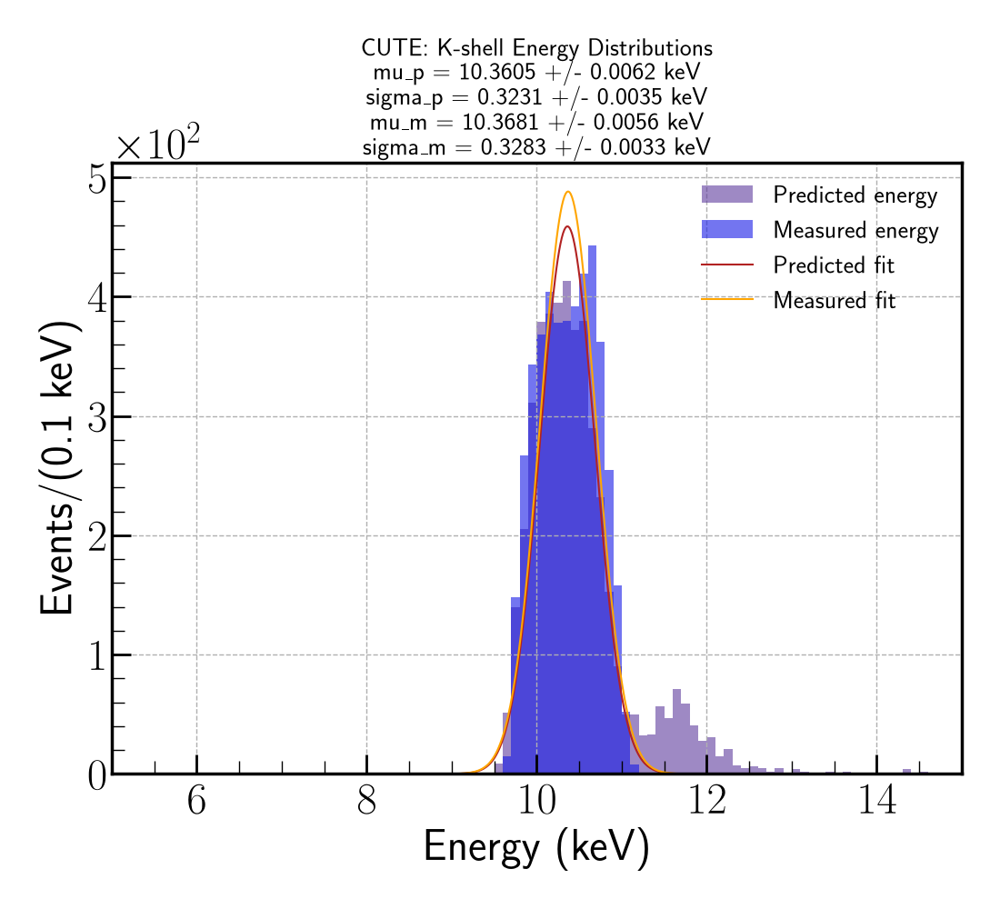 CUTE: K-shell Energy Distributions
mu_p = 10.3605 +/- 0.0062 keV
sigma_p = 0.3231 +/- 0.0035 keV
mu_m = 10.3681 +/- 0.0056 keV
sigma_m = 0.3283 +/- 0.0033 keV
×10²
5
4
3
2
1
0
Events/(0.1 keV)
Predicted energy
Measured energy
Predicted fit
Measured fit
6 8 10 12 14
Energy (keV)